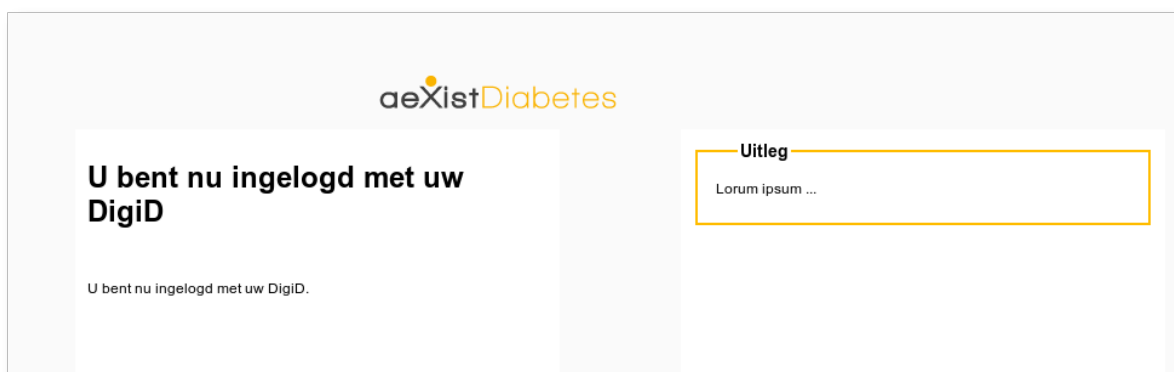 aeXistDiabetes
U bent nu ingelogd met uw
DigiD
U bent nu ingelogd met uw DigiD.
Uitleg
Lorum ipsum ...